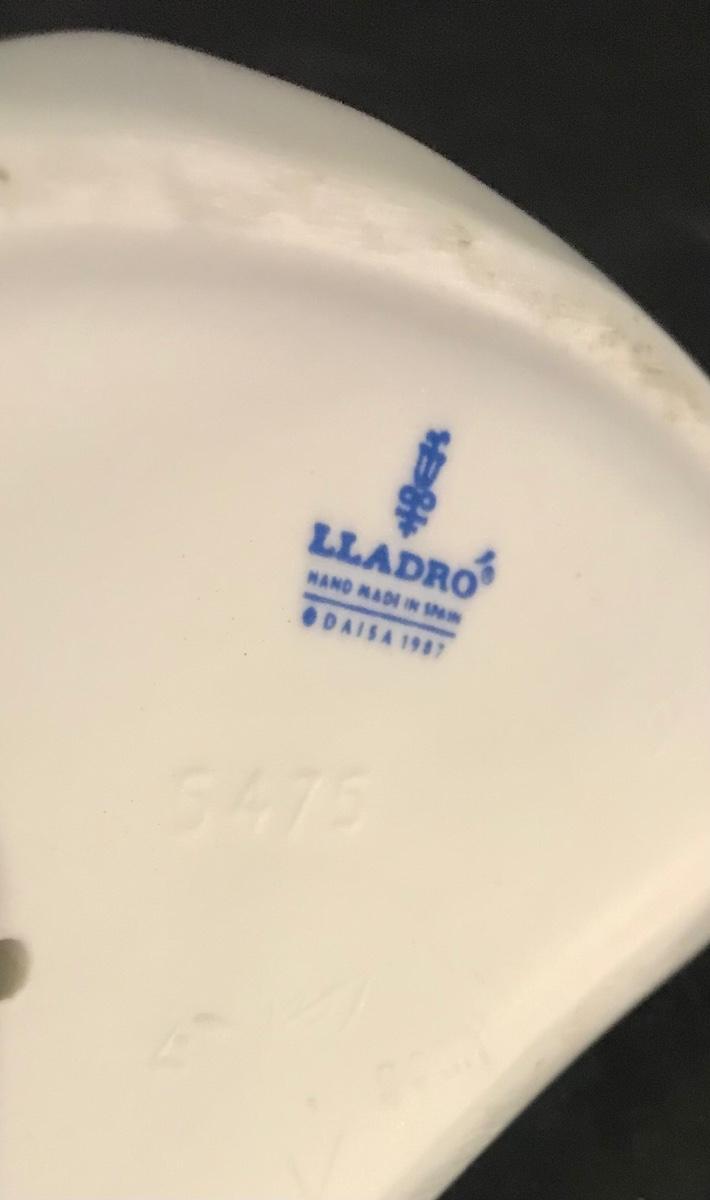 LLADRÓ®
HAND MADE IN SPAIN
DAISA 1987
5475